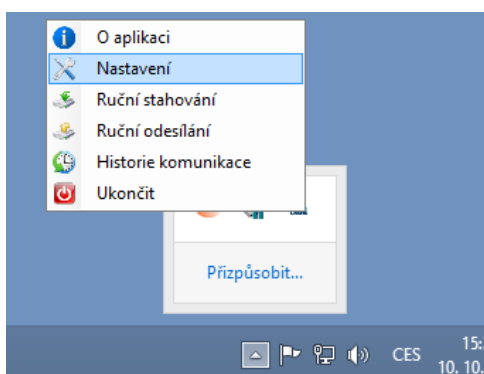 O aplikaci
Nastavení
Ruční stahování
Ruční odesílání
Historie komunikace
Ukončit
Přizpůsobit...
CES
15:
10. 10.